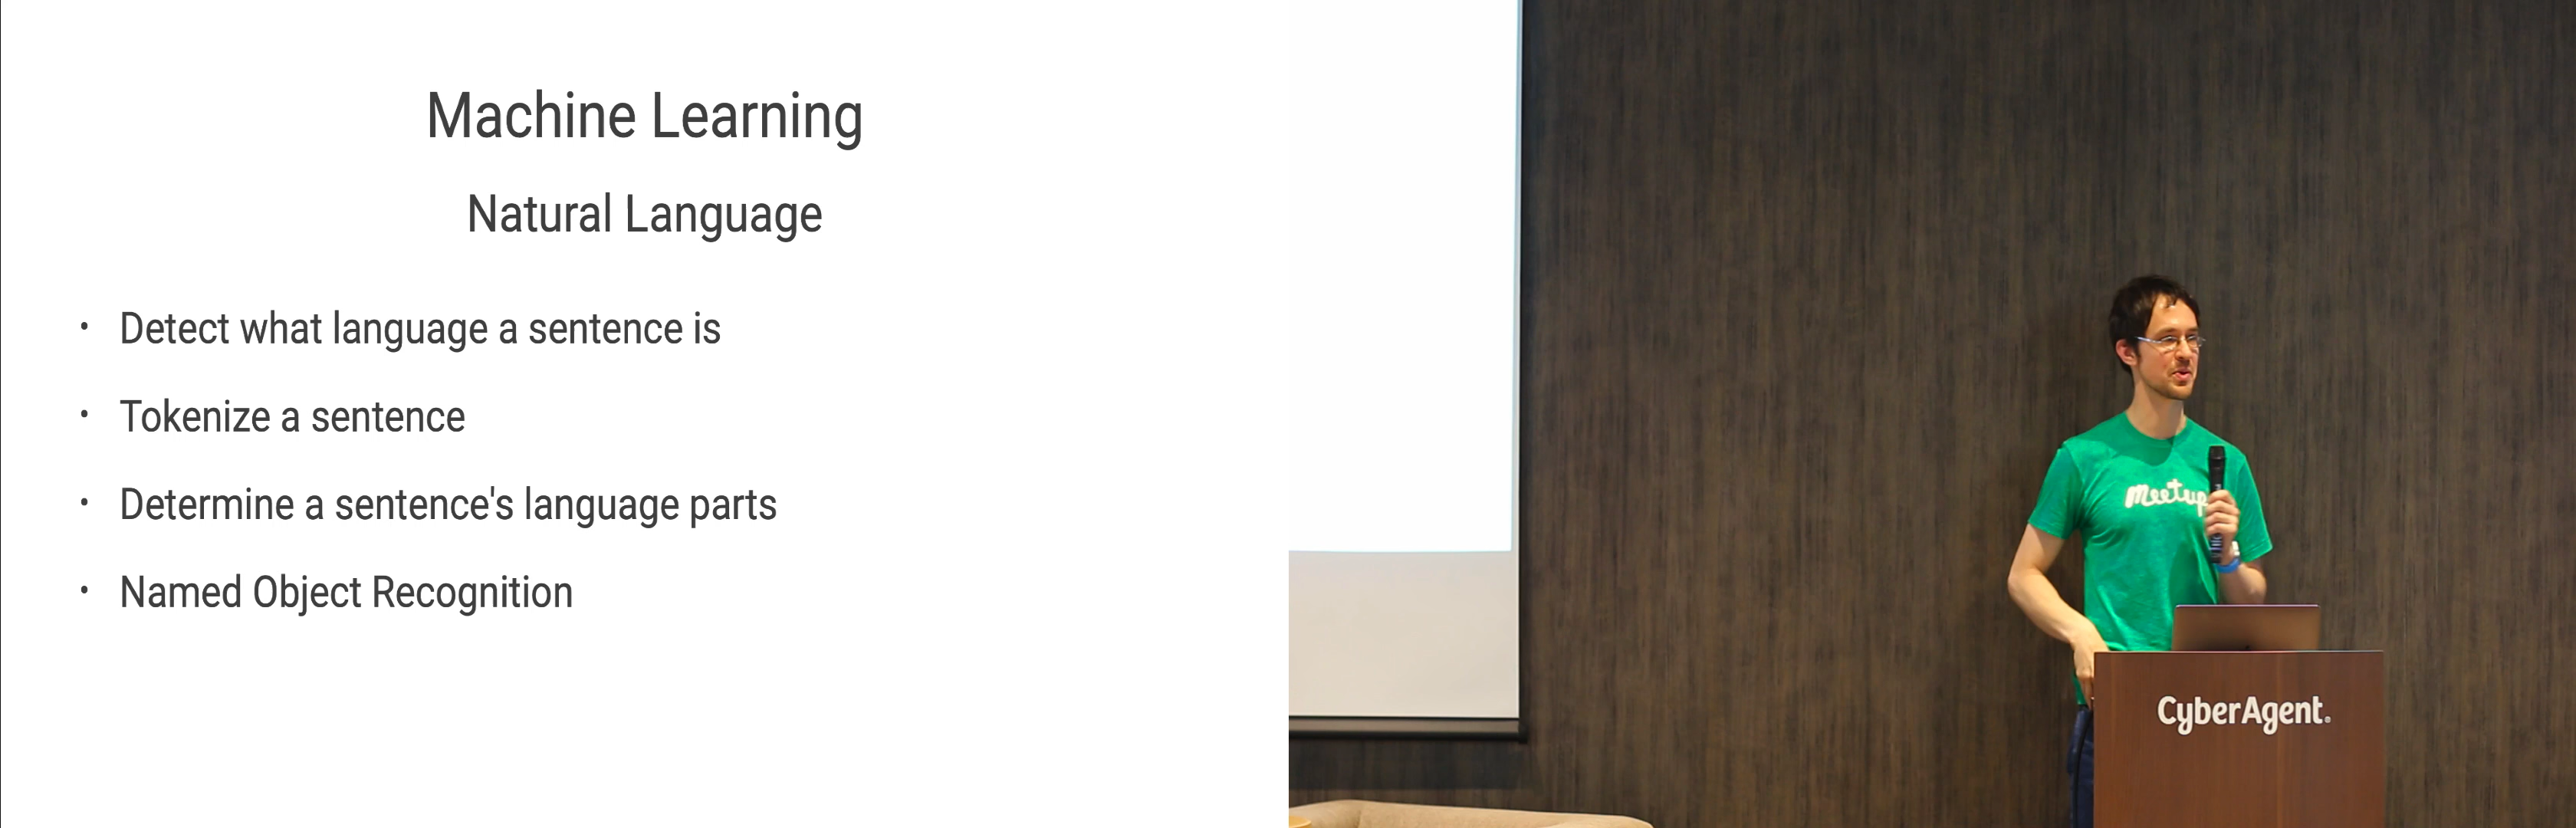 Machine Learning
Natural Language
· Detect what language a sentence is
· Tokenize a sentence
· Determine a sentence's language parts
· Named Object Recognition
Meetup
CyberAgent.